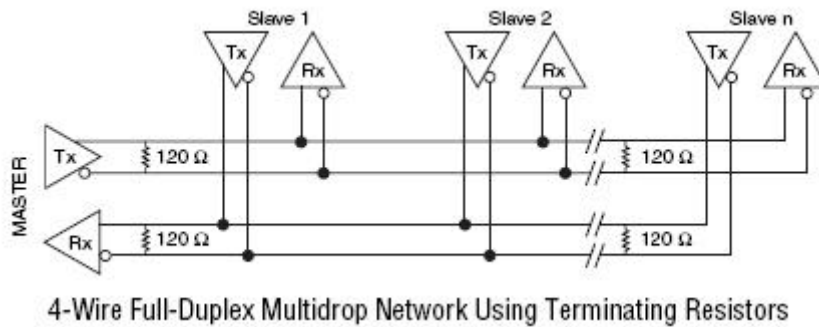 Slave 1 Slave 2 Slave n
Tx Rx Tx Rx Tx Rx
MASTER
Tx 120 Ω 120 Ω
Rx 120 Ω 120 Ω
4-Wire Full-Duplex Multidrop Network Using Terminating Resistors